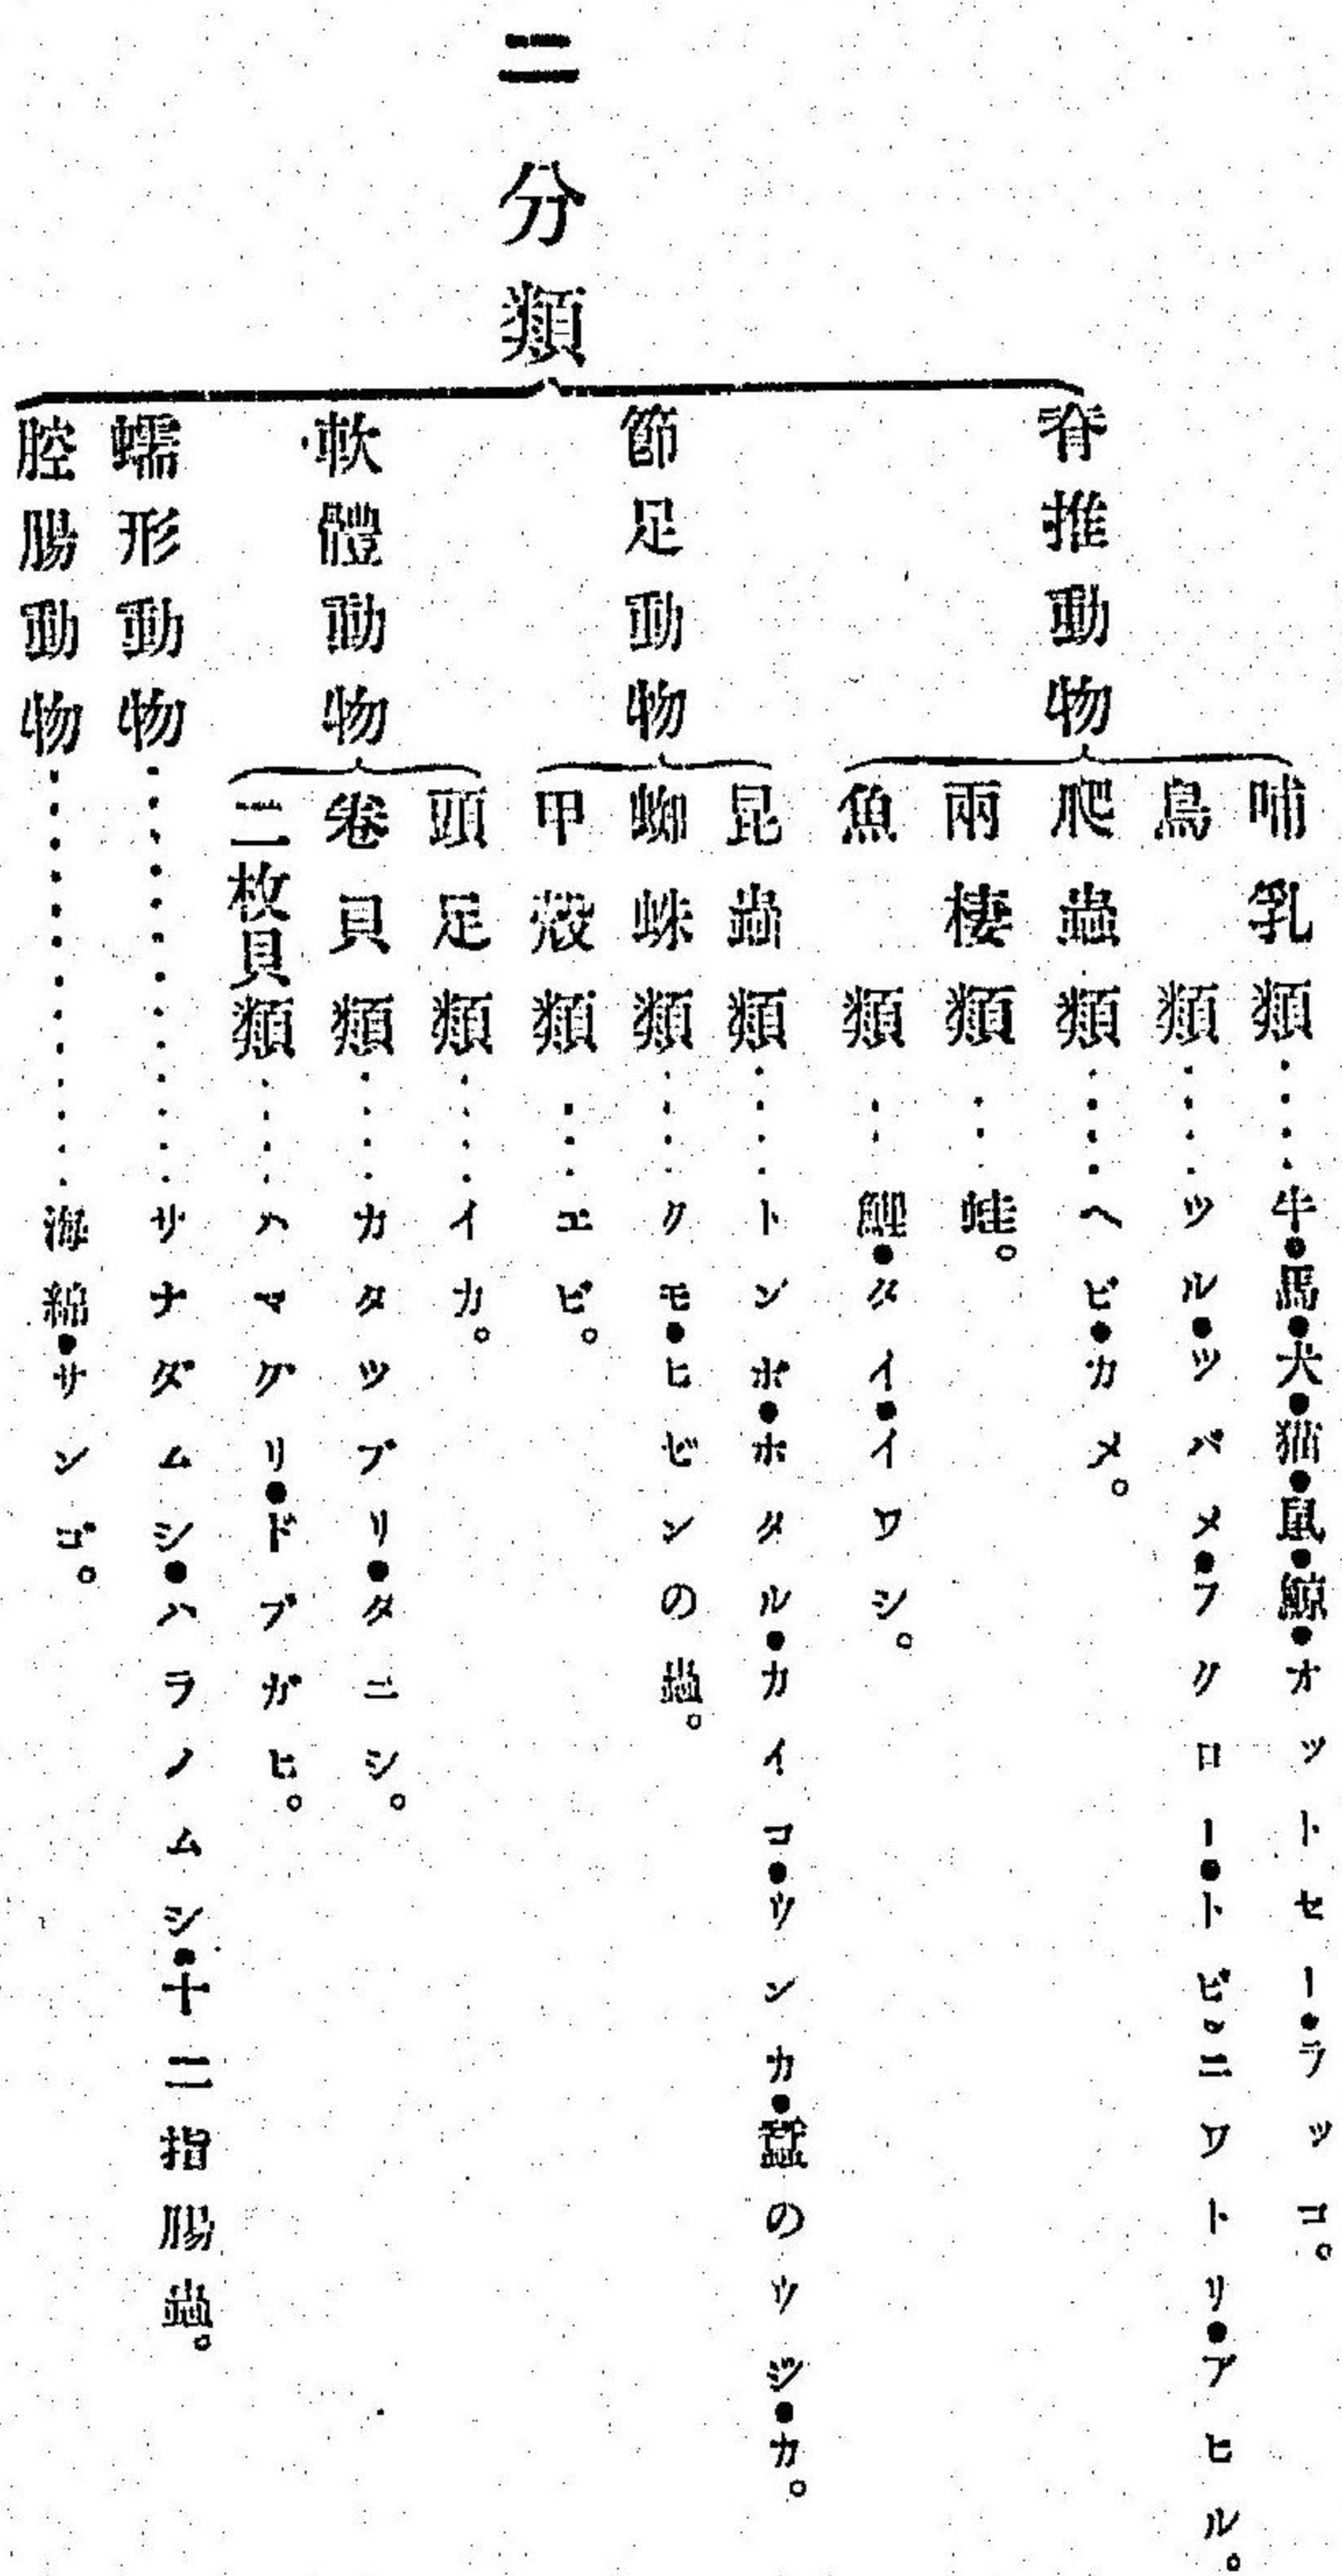 二 分類
脊推動物
哺乳類‥‥牛・馬・犬・猫・鼠・鯨・オットセー・ラッコ。
鳥類‥‥ツル・ツバメ・フクロー・トビ・ニワトリ・アヒル。
爬蟲類‥‥ヘビ・カメ。
兩棲類‥‥蛙。
魚類‥‥鯉・タイ・イワシ。
節足動物
昆蟲類‥‥トンボ・ホタル・カイコ・ウンカ・蠶のウジ・カ。
蜘蛛類‥‥クモ・ヒゼンの蟲。
甲殼類‥‥エビ。
軟體動物
頭足類‥‥イカ。
卷貝類‥‥カタツブリ・タニシ。
二枚貝類‥‥ハマグリ・ドブガヒ。
蠕形動物‥‥‥‥‥‥サナダムシ・ハラノムシ・十二指腸蟲。
腔腸動物‥‥‥‥‥‥海綿・サンゴ。